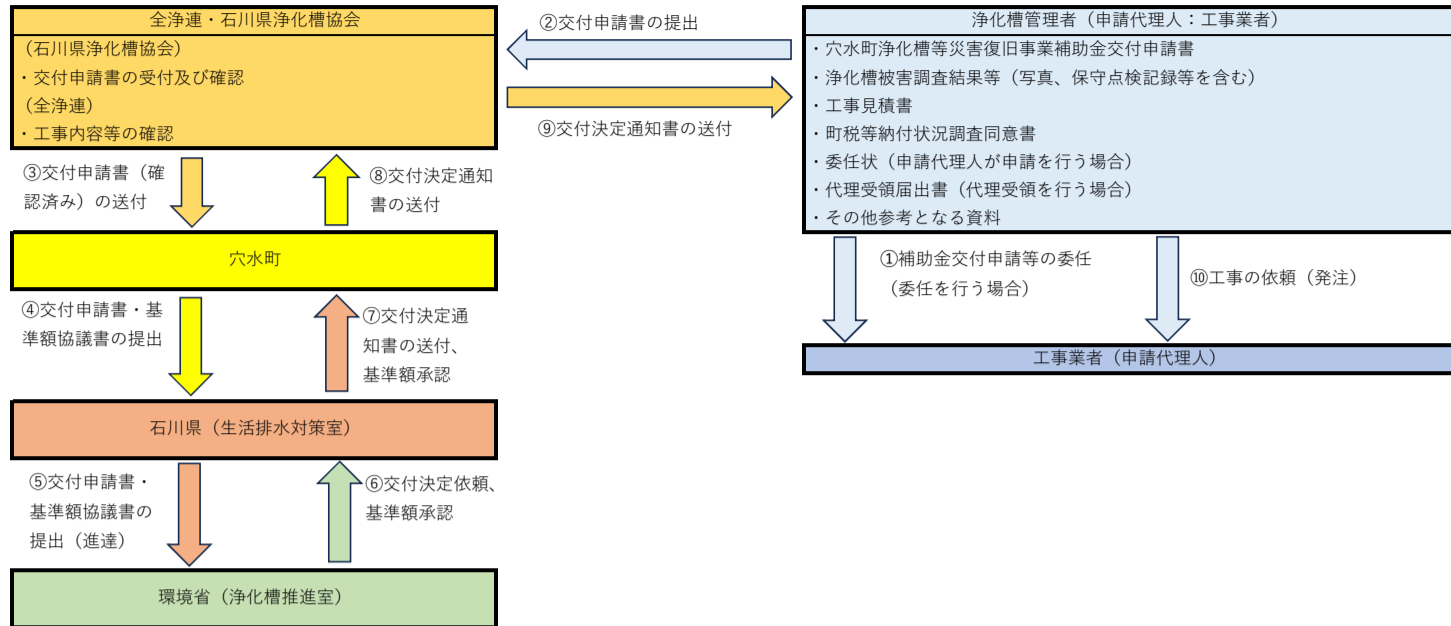 全浄連・石川県浄化槽協会
(石川県浄化槽協会)
・交付申請書の受付及び確認
(全浄連)
・工事内容等の確認
②交付申請書の提出
⑨交付決定通知書の送付
浄化槽管理者(申請代理人:工事業者)
・穴水町浄化槽等災害復旧事業補助金交付申請書
・浄化槽被害調査結果等(写真、保守点検記録等を含む)
・工事見積書
・町税等納付状況調査同意書
・委任状(申請代理人が申請を行う場合)
・代理受領届出書(代理受領を行う場合)
・その他参考となる資料
③交付申請書(確
認済み)の送付
⑧交付決定通知
書の送付
穴水町
①補助金交付申請等の委任
(委任を行う場合)
⑩工事の依頼(発注)
工事業者(申請代理人)
④交付申請書・基
準額協議書の提出
⑦交付決定通
知書の送付、
基準額承認
石川県(生活排水対策室)
⑤交付申請書・
基準額協議書の
提出(進達)
⑥交付決定依頼、
基準額承認
環境省(浄化槽推進室)